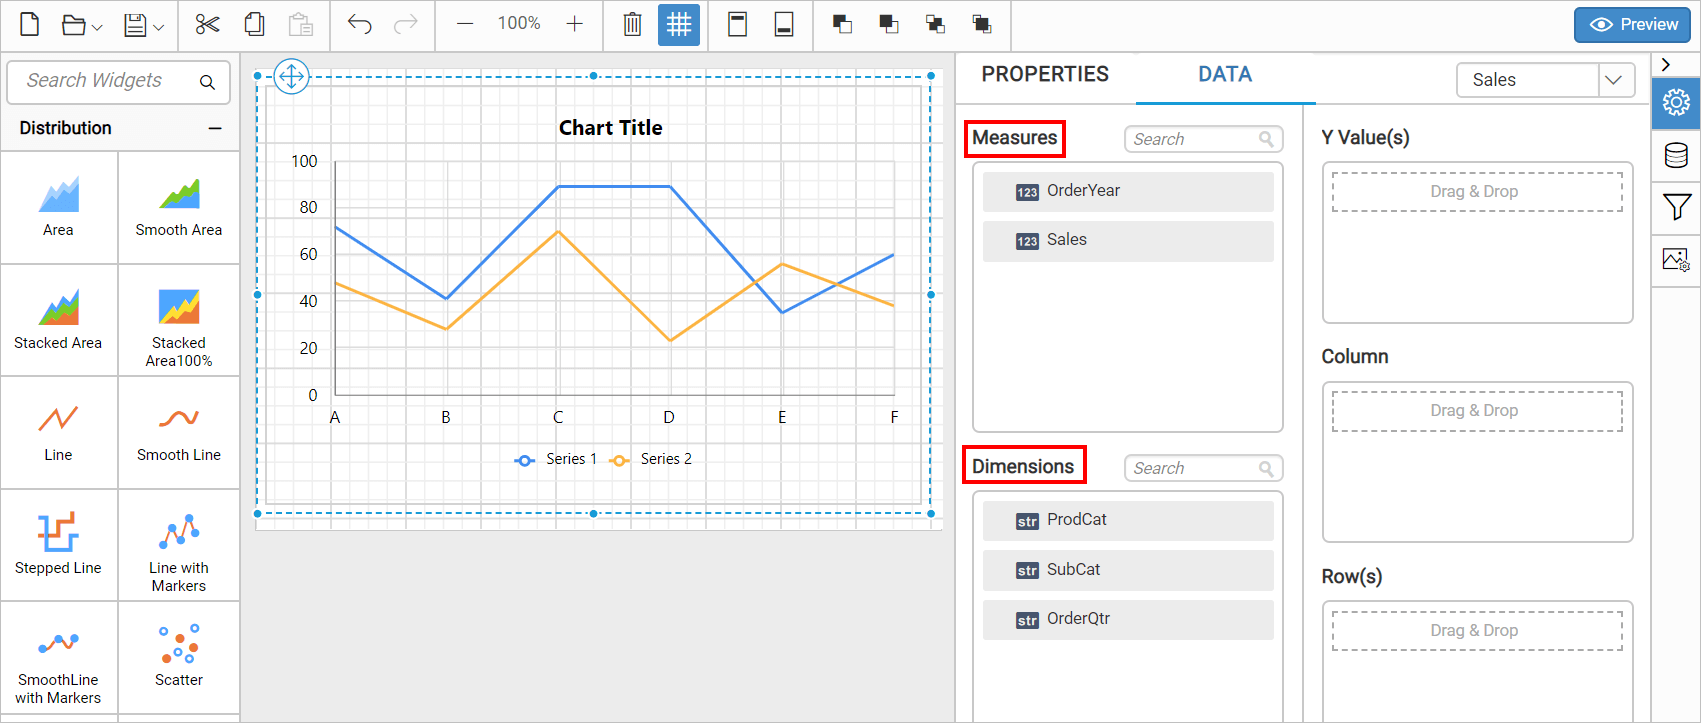 100%
Preview
Search Widgets
Distribution
Area
Smooth Area
Stacked Area
Stacked
Area100%
Line
Smooth Line
Stepped Line
Line with
Markers
SmoothLine
with Markers
Scatter
Chart Title
100
80
60
40
20
0
A B C D E F
Series 1 Series 2
PROPERTIES
DATA
Sales
Measures
Search
123 OrderYear
123 Sales
Dimensions
Search
str ProdCat
str SubCat
str OrderQtr
Y Value(s)
Drag & Drop
Column
Drag & Drop
Row(s)
Drag & Drop